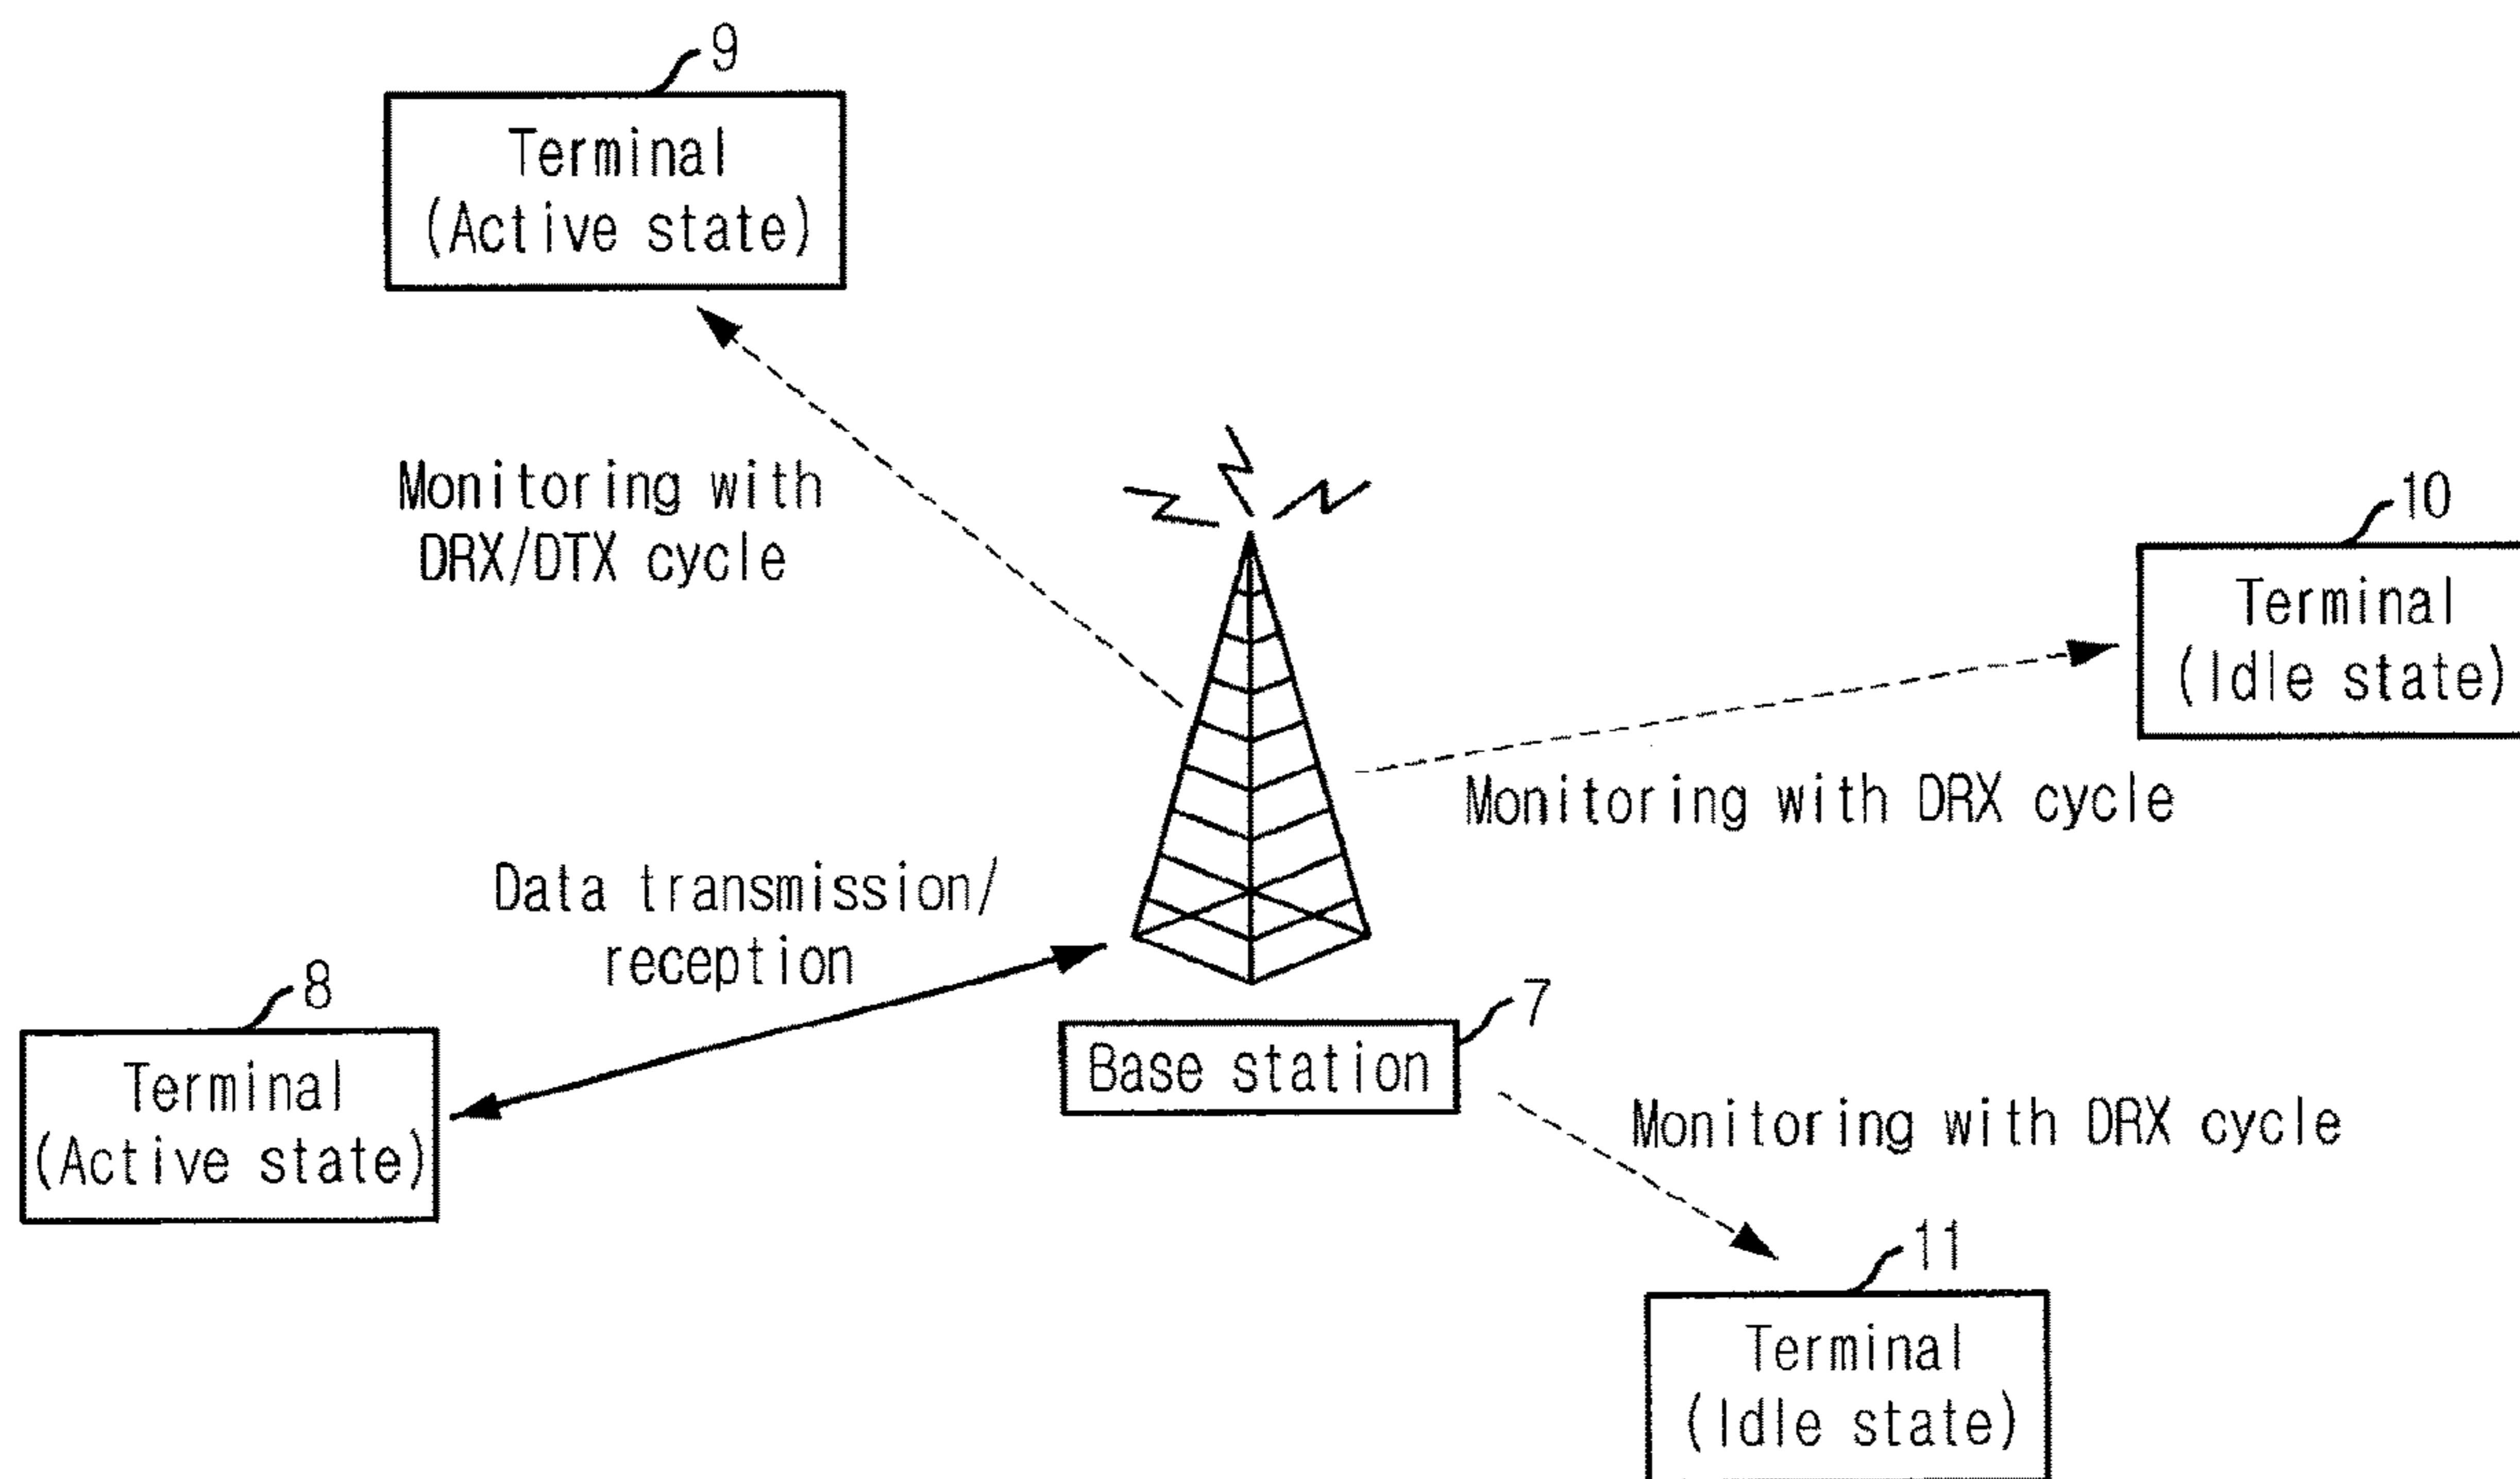 9
Terminal
(Active state)
Monitoring with
DRX/DTX cycle
10
Terminal
(Idle state)
Monitoring with DRX cycle
Data transmission/
reception
8
Terminal
(Active state)
7
Base station
Monitoring with DRX cycle
11
Terminal
(Idle state)